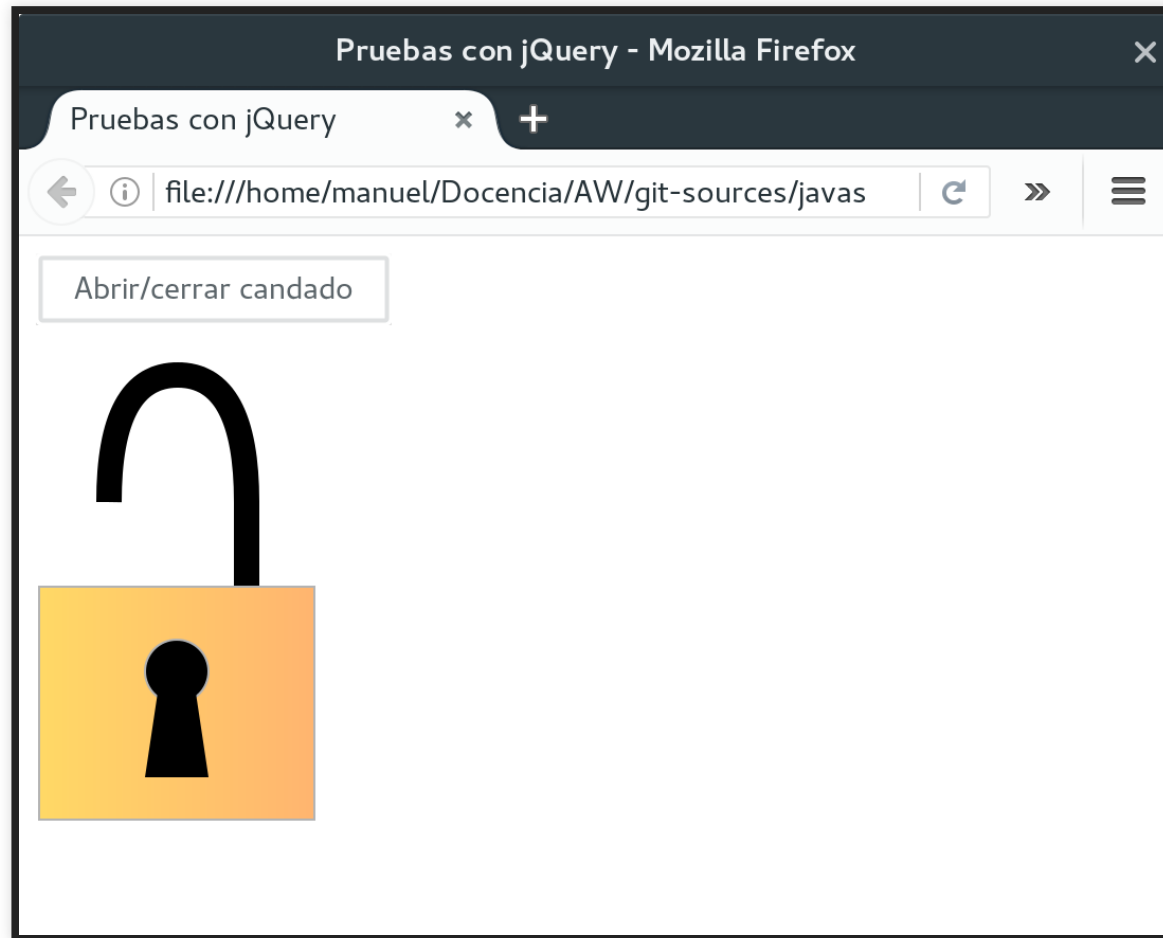 Pruebas con jQuery - Mozilla Firefox
Pruebas con jQuery
file:///home/manuel/Docencia/AW/git-sources/javas
Abrir/cerrar candado